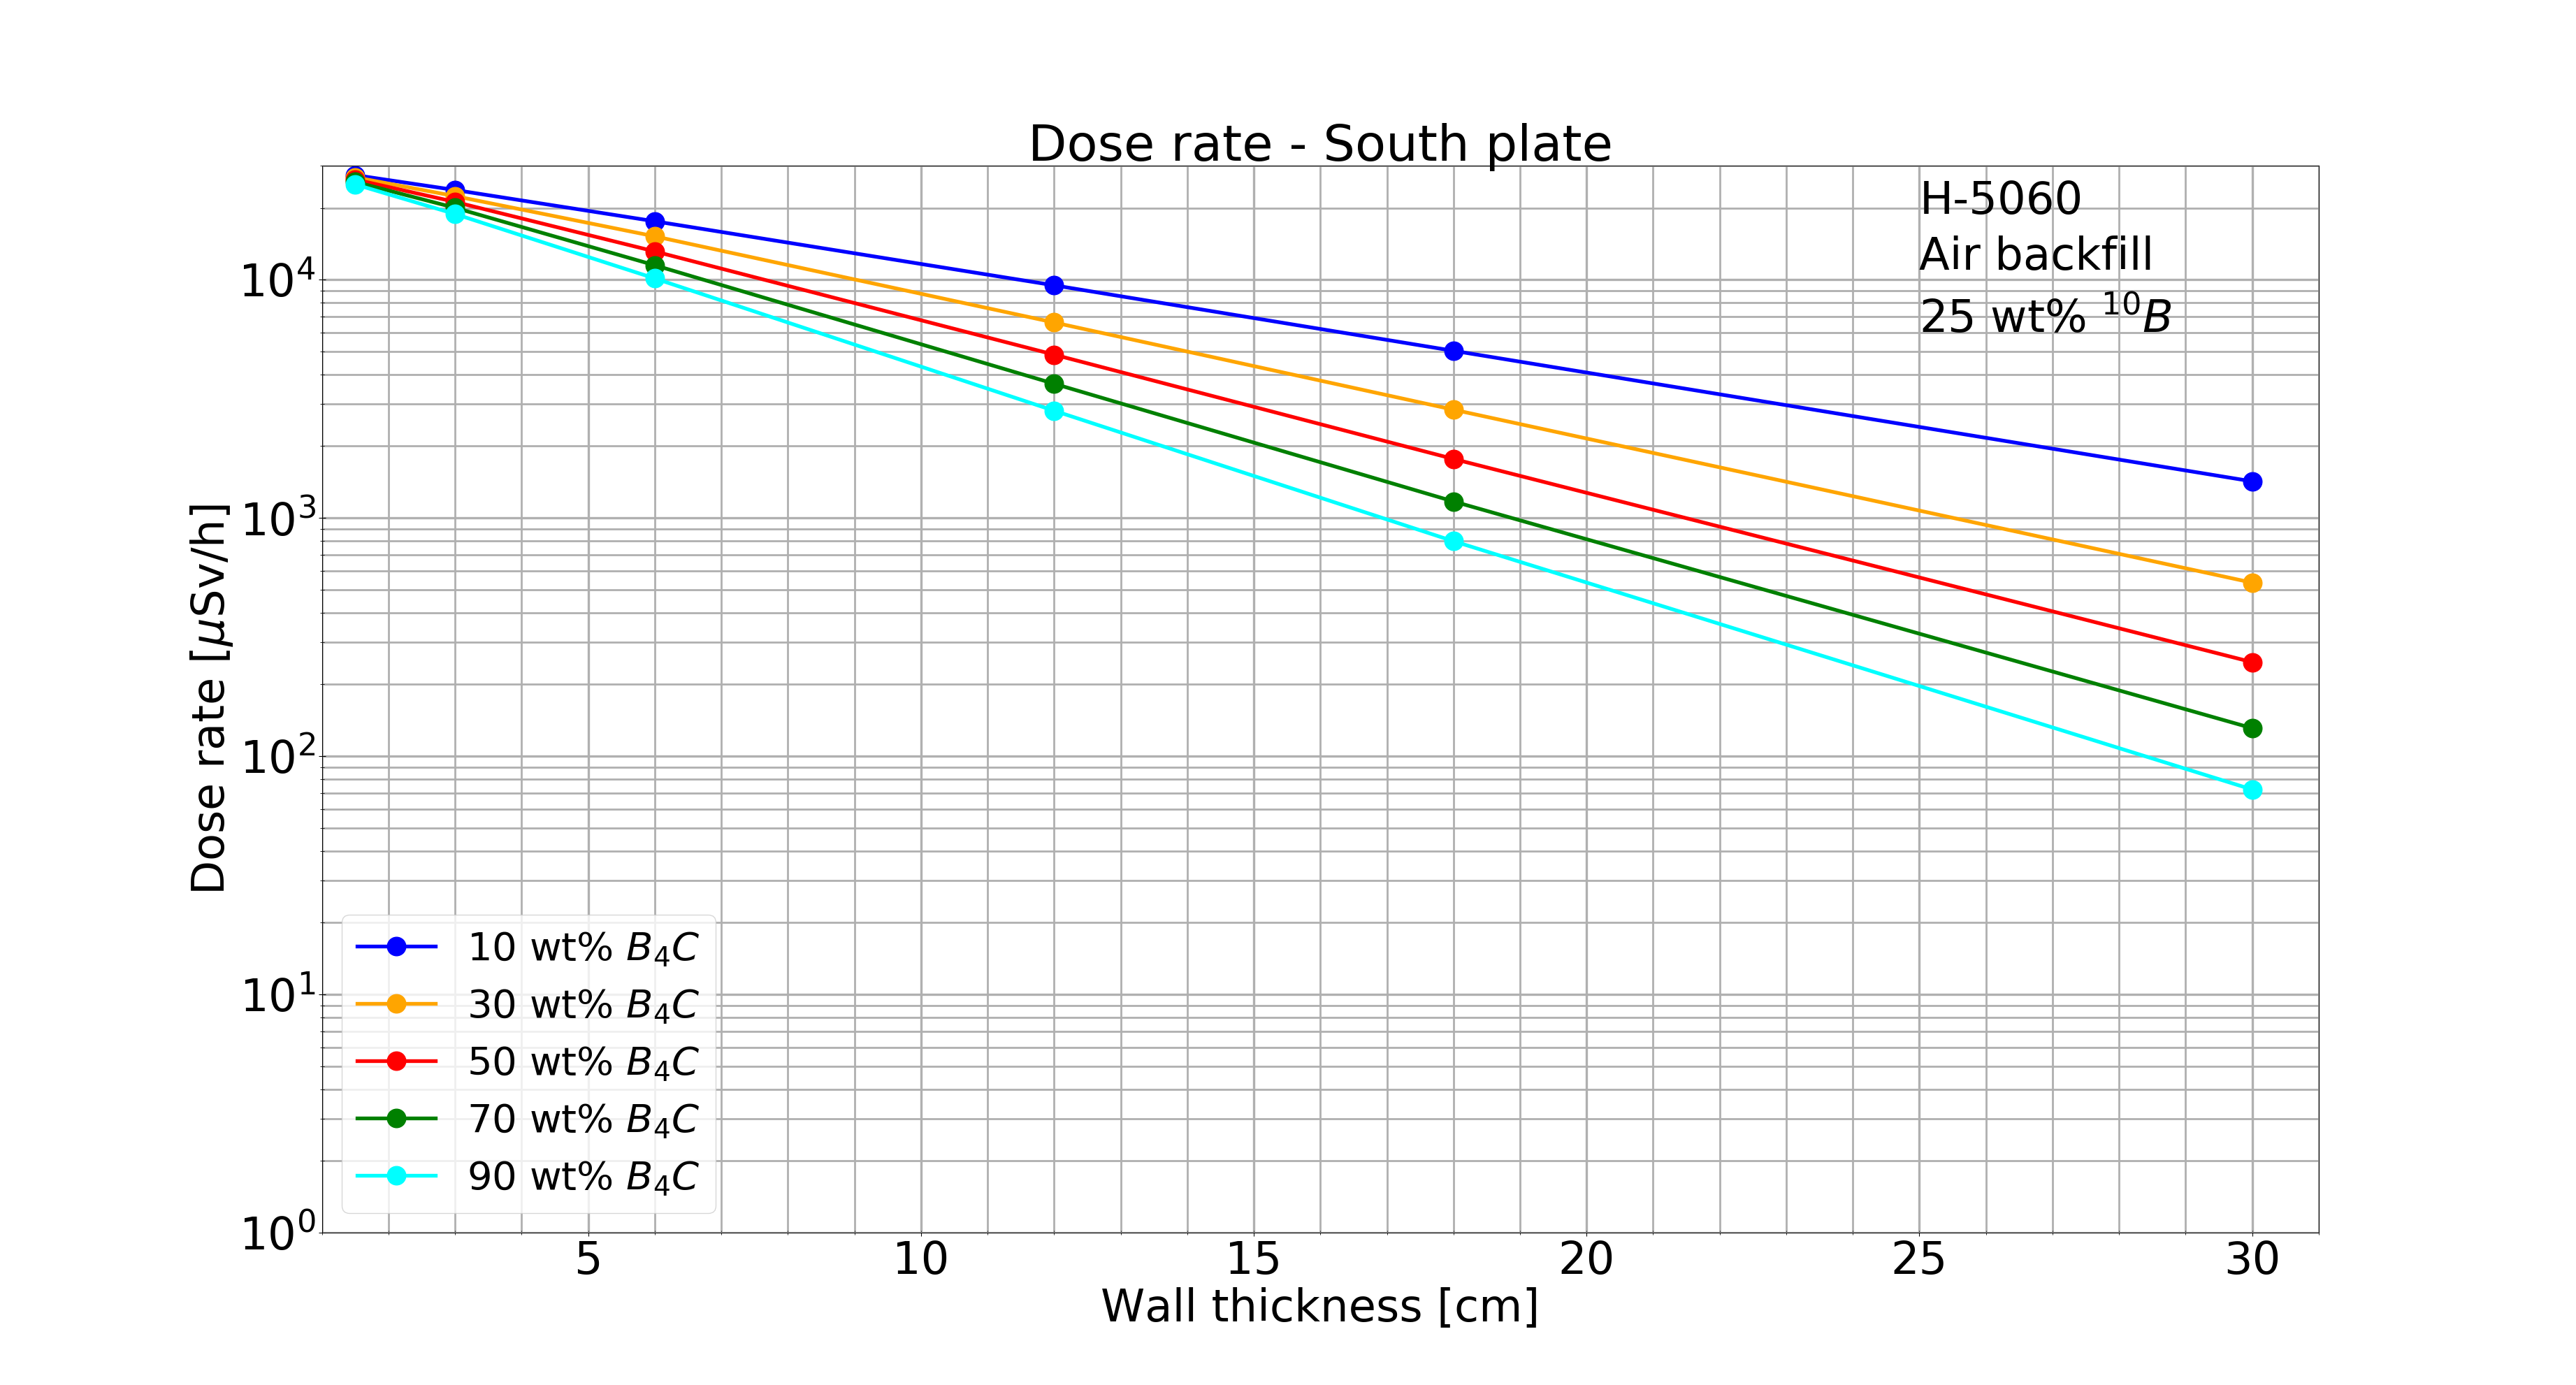 Dose rate - South plate
H-5060
Air backfill
25 wt% ¹⁰B
Dose rate [μSv/h]
10⁴
10³
10²
10¹
10⁰
10 wt% B₄C
30 wt% B₄C
50 wt% B₄C
70 wt% B₄C
90 wt% B₄C
5 10 15 20 25 30
Wall thickness [cm]